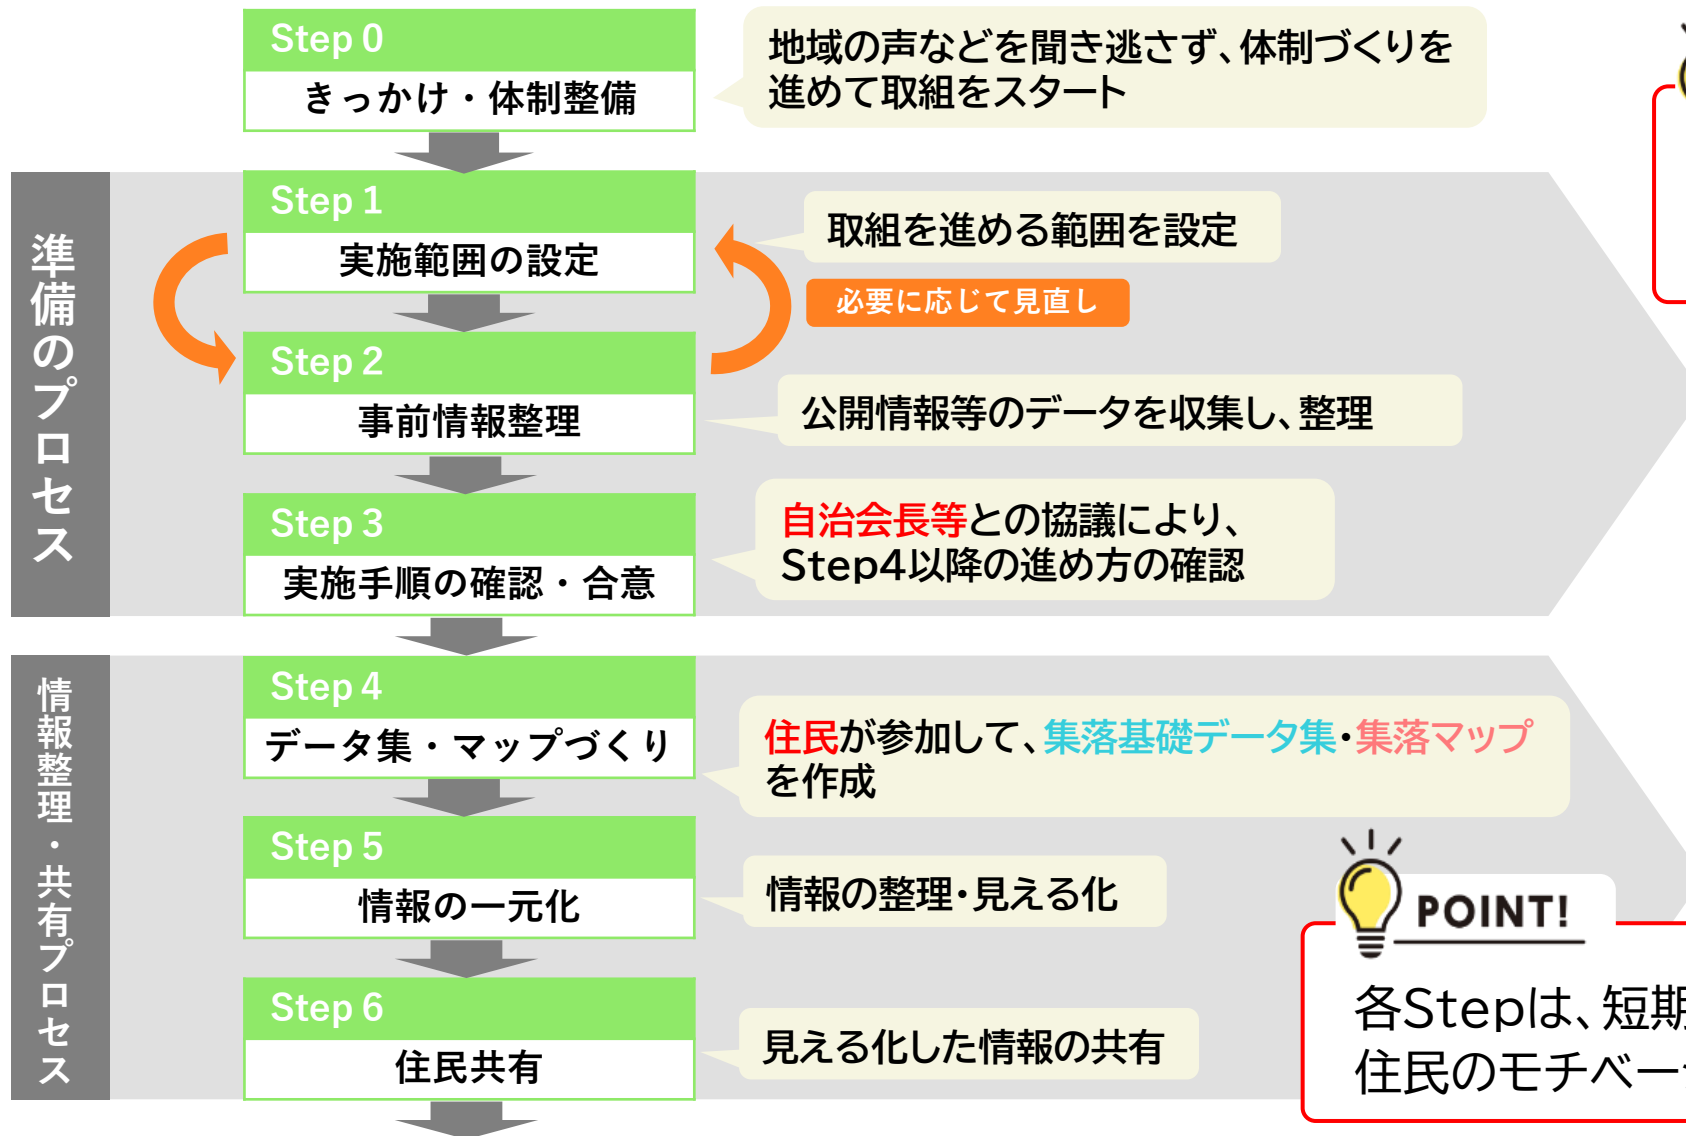 Step 0
きっかけ・体制整備
地域の声などを聞き逃さず、体制づくりを
進めて取組をスタート
準備のプロセス
Step 1
実施範囲の設定
取組を進める範囲を設定
必要に応じて見直し
Step 2
事前情報整理
公開情報等のデータを収集し、整理
Step 3
実施手順の確認・合意
自治会長等との協議により、
Step4以降の進め方の確認
情報整理・共有プロセス
Step 4
データ集・マップづくり
住民が参加して、集落基礎データ集・集落マップ
を作成
Step 5
情報の一元化
情報の整理・見える化
Step 6
住民共有
見える化した情報の共有
POINT!
各Stepは、短期
住民のモチベー